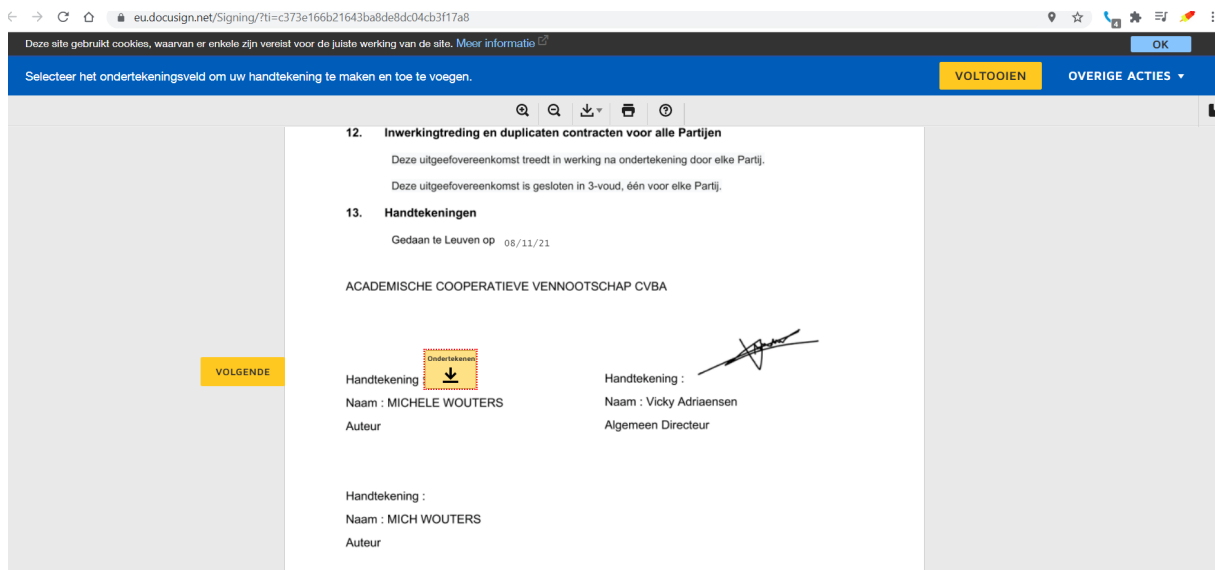 eu.docusign.net/Signing/?ti=c373e166b21643ba8de8dc04cb3f17a8
4
Deze site gebruikt cookies, waarvan er enkele zijn vereist voor de juiste werking van de site. Meer informatie
OK
Selecteer het ondertekeningsveld om uw handtekening te maken en toe te voegen.
VOLTOOIEN
OVERIGE ACTIES
12. Inwerkingtreding en duplicaten contracten voor alle Partijen
Deze uitgeefovereenkomst treedt in werking na ondertekening door elke Partij.
Deze uitgeefovereenkomst is gesloten in 3-voud, één voor elke Partij.
13. Handtekeningen
Gedaan te Leuven op 08/11/21
ACADEMISCHE COOPERATIEVE VENNOOTSCHAP CVBA
Ondertekenen
VOLGENDE
Handtekening :
Naam : MICHELE WOUTERS
Auteur
Handtekening :
Naam : Vicky Adriaensen
Algemeen Directeur
Handtekening :
Naam : MICH WOUTERS
Auteur